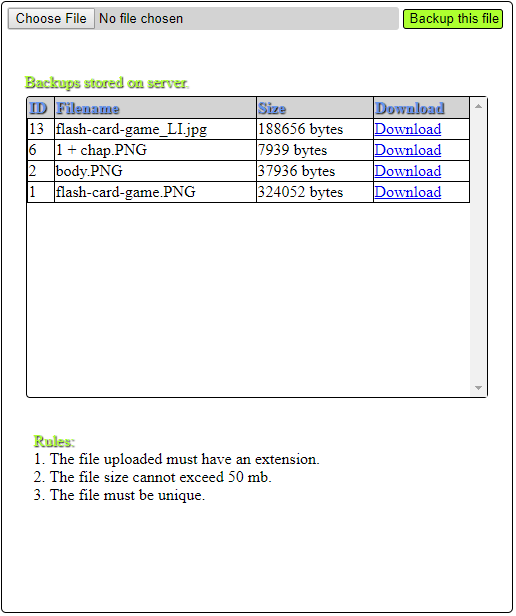 Choose File No file chosen Backup this file
Backups stored on server.
ID Filename Size Download
13 flash-card-game_LI.jpg 188656 bytes Download
6 1 + chap.PNG 7939 bytes Download
2 body.PNG 37936 bytes Download
1 flash-card-game.PNG 324052 bytes Download
Rules:
1. The file uploaded must have an extension.
2. The file size cannot exceed 50 mb.
3. The file must be unique.